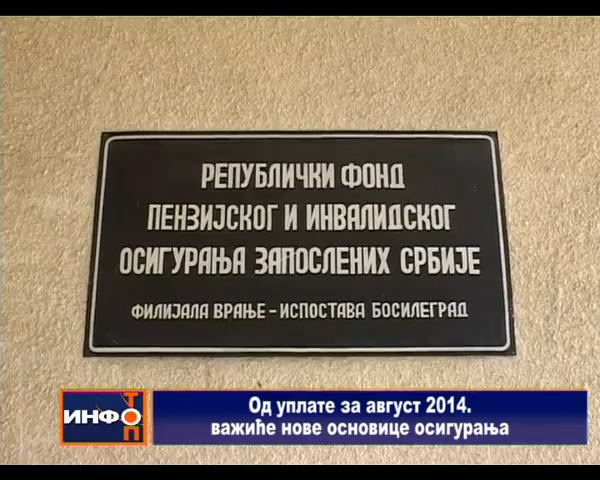 РЕПУБЛИЧКИ ФОНД
ПЕНЗИЈСКОГ И ИНВАЛИДСКОГ
ОСИГУРАЊА ЗАПОСЛЕНИХ СРБИЈЕ
ФИЛИЈАЛА ВРАЊЕ – ИСПОСТАВА БОСИЛЕГРАД
ИНФО ТОП
Од уплате за август 2014.
важиће нове основице осигурања